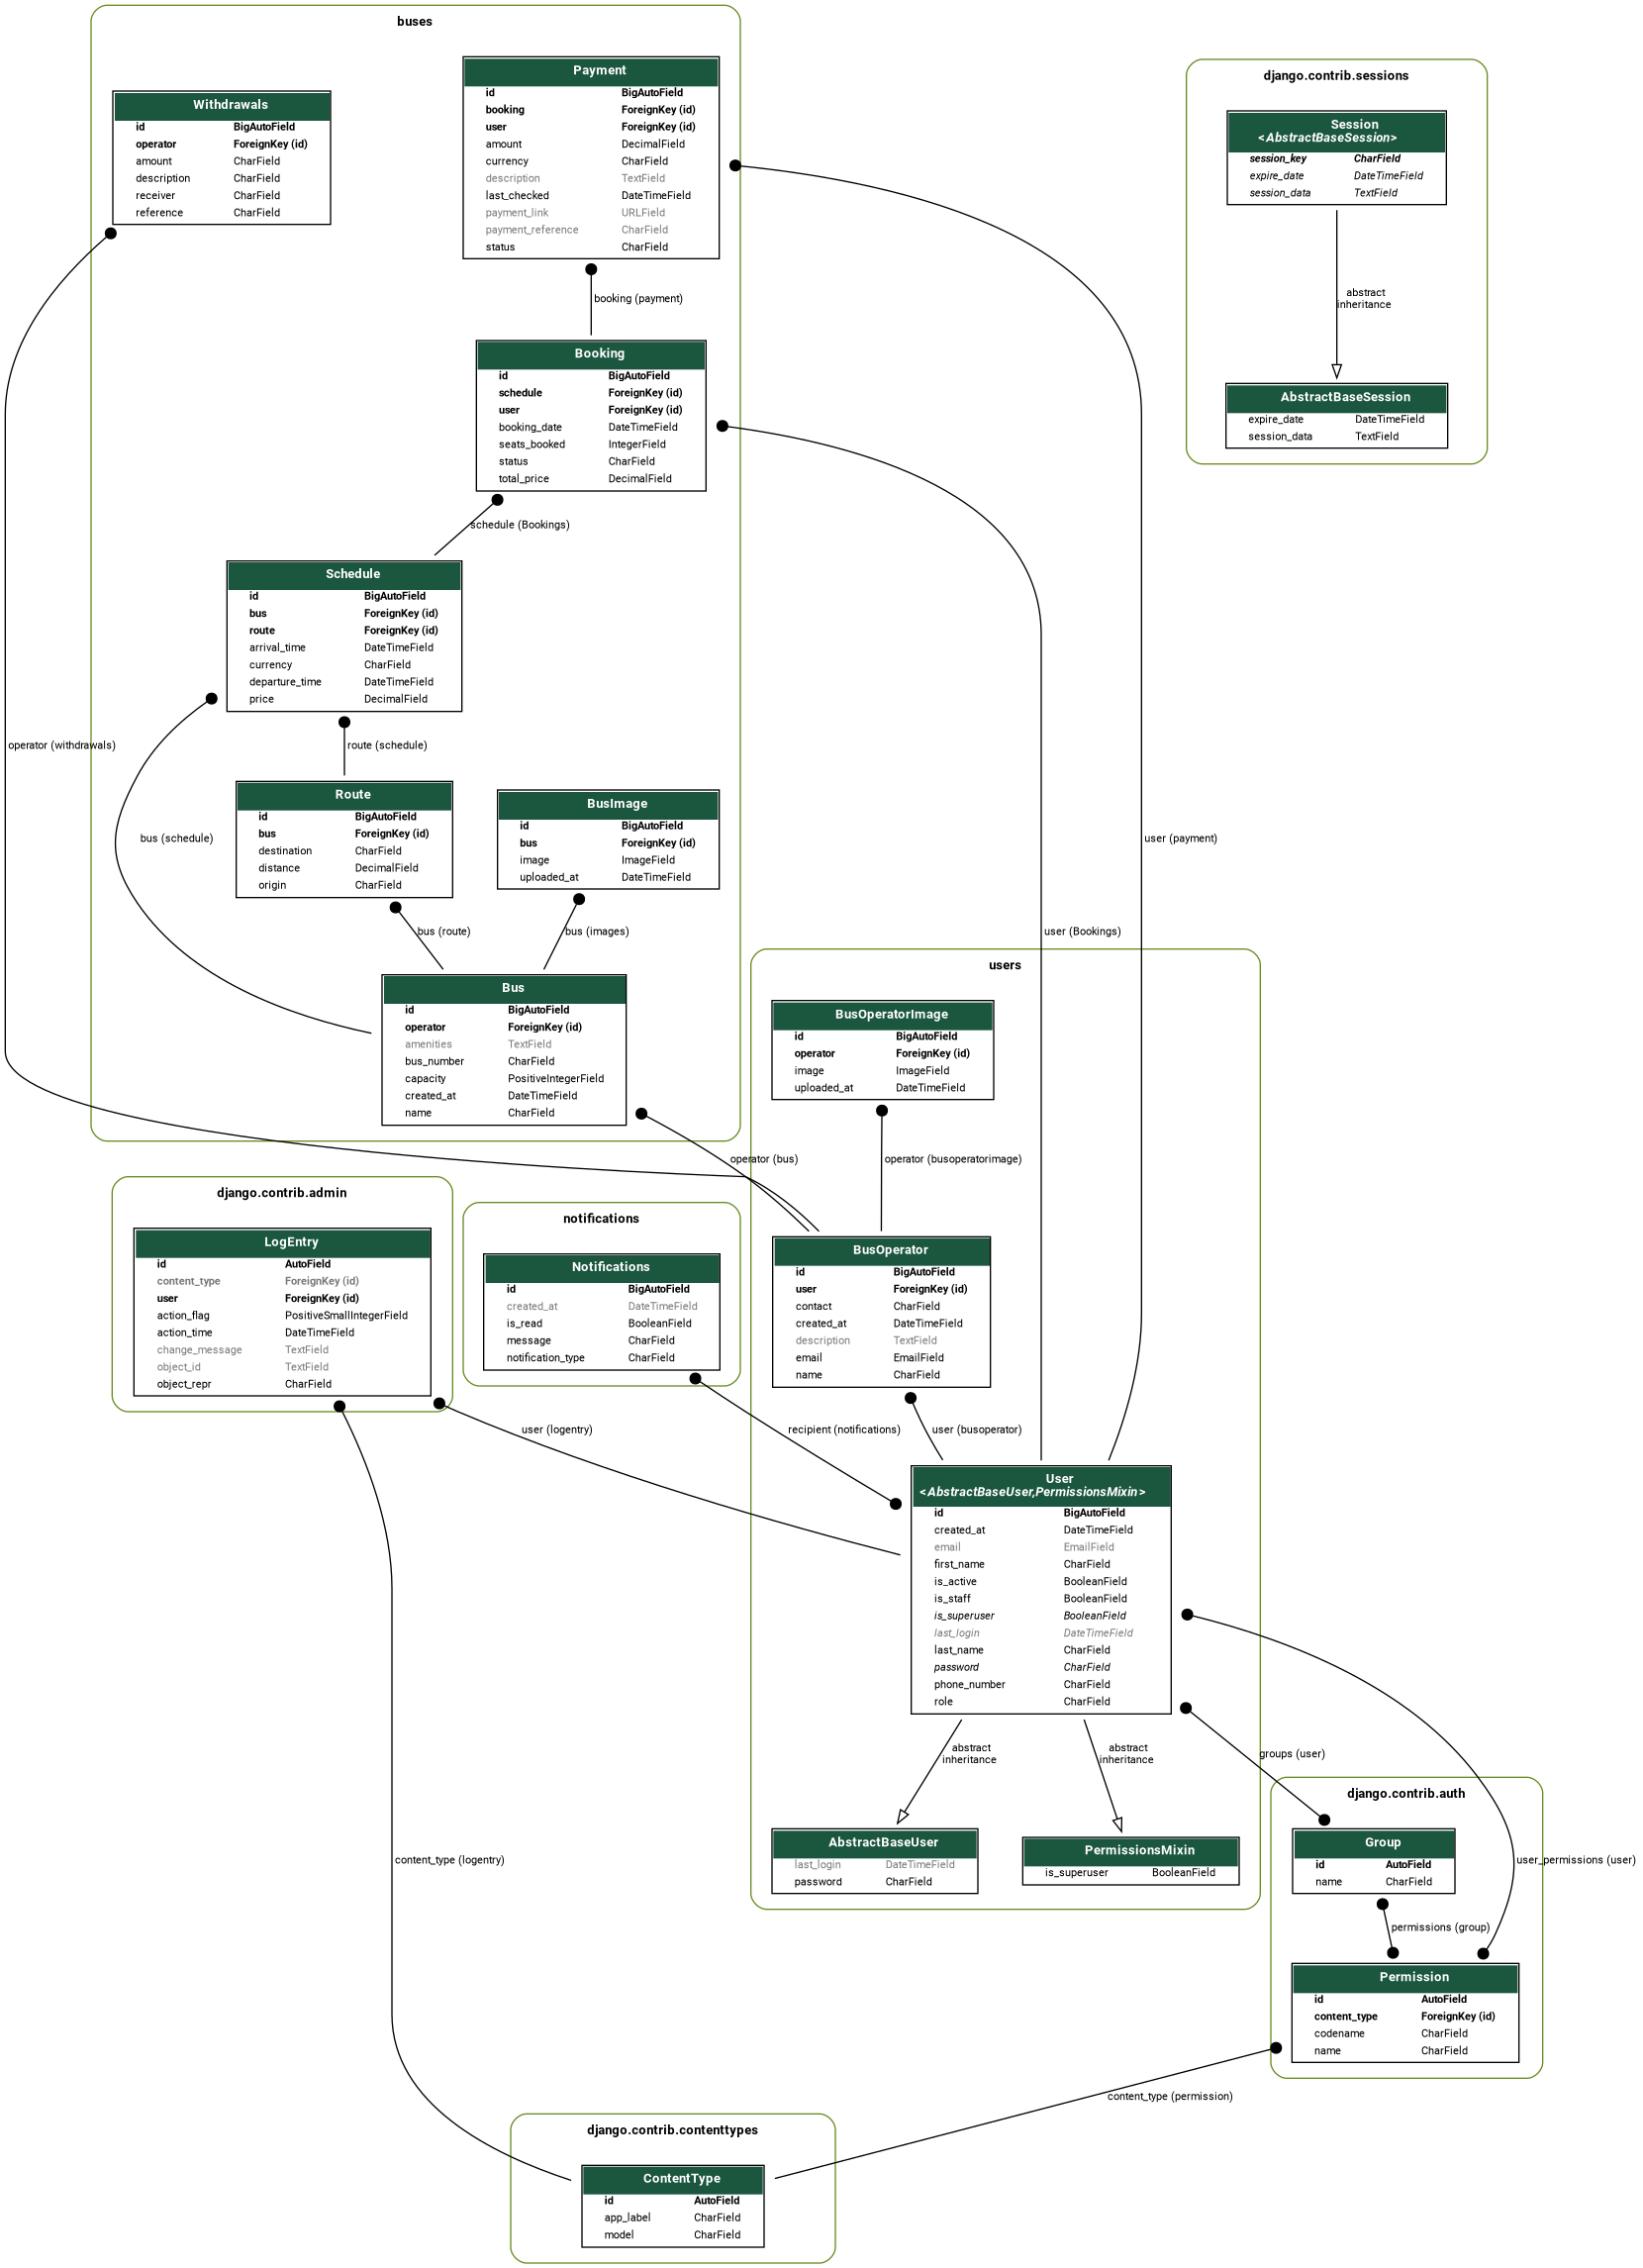 buses
Withdrawals
id BigAutoField
operator ForeignKey (id)
amount CharField
description CharField
receiver CharField
reference CharField
Payment
id BigAutoField
booking ForeignKey (id)
user ForeignKey (id)
amount DecimalField
currency CharField
description TextField
last_checked DateTimeField
payment_link URLField
payment_reference CharField
status CharField
booking (payment)
Booking
id BigAutoField
schedule ForeignKey (id)
user ForeignKey (id)
booking_date DateTimeField
seats_booked IntegerField
status CharField
total_price DecimalField
schedule (Bookings)
Schedule
id BigAutoField
bus ForeignKey (id)
route ForeignKey (id)
arrival_time DateTimeField
currency CharField
departure_time DateTimeField
price DecimalField
operator (withdrawals)
route (schedule)
bus (schedule)
Route
id BigAutoField
bus ForeignKey (id)
destination CharField
distance DecimalField
origin CharField
BusImage
id BigAutoField
bus ForeignKey (id)
image ImageField
uploaded_at DateTimeField
bus (route)
bus (images)
Bus
id BigAutoField
operator ForeignKey (id)
amenities TextField
bus_number CharField
capacity PositiveIntegerField
created_at DateTimeField
name CharField
django.contrib.sessions
Session
<AbstractBaseSession>
session_key CharField
expire_date DateTimeField
session_data TextField
abstract
inheritance
AbstractBaseSession
expire_date DateTimeField
session_data TextField
user (payment)
user (Bookings)
users
BusOperatorImage
id BigAutoField
operator ForeignKey (id)
image ImageField
uploaded_at DateTimeField
operator (bus)
operator (busoperatorimage)
BusOperator
id BigAutoField
user ForeignKey (id)
contact CharField
created_at DateTimeField
description TextField
email EmailField
name CharField
django.contrib.admin
LogEntry
id AutoField
content_type ForeignKey (id)
user ForeignKey (id)
action_flag PositiveSmallIntegerField
action_time DateTimeField
change_message TextField
object_id TextField
object_repr CharField
notifications
Notifications
id BigAutoField
created_at DateTimeField
is_read BooleanField
message CharField
notification_type CharField
user (logentry)
recipient (notifications)
user (busoperator)
User
<AbstractBaseUser,PermissionsMixin>
id BigAutoField
created_at DateTimeField
email EmailField
first_name CharField
is_active BooleanField
is_staff BooleanField
is_superuser BooleanField
last_login DateTimeField
last_name CharField
password CharField
phone_number CharField
role CharField
abstract
inheritance
abstract
inheritance
groups (user)
AbstractBaseUser
last_login DateTimeField
password CharField
PermissionsMixin
is_superuser BooleanField
django.contrib.auth
Group
id AutoField
name CharField
content_type (logentry)
user_permissions (user)
permissions (group)
Permission
id AutoField
content_type ForeignKey (id)
codename CharField
name CharField
content_type (permission)
django.contrib.contenttypes
ContentType
id AutoField
app_label CharField
model CharField